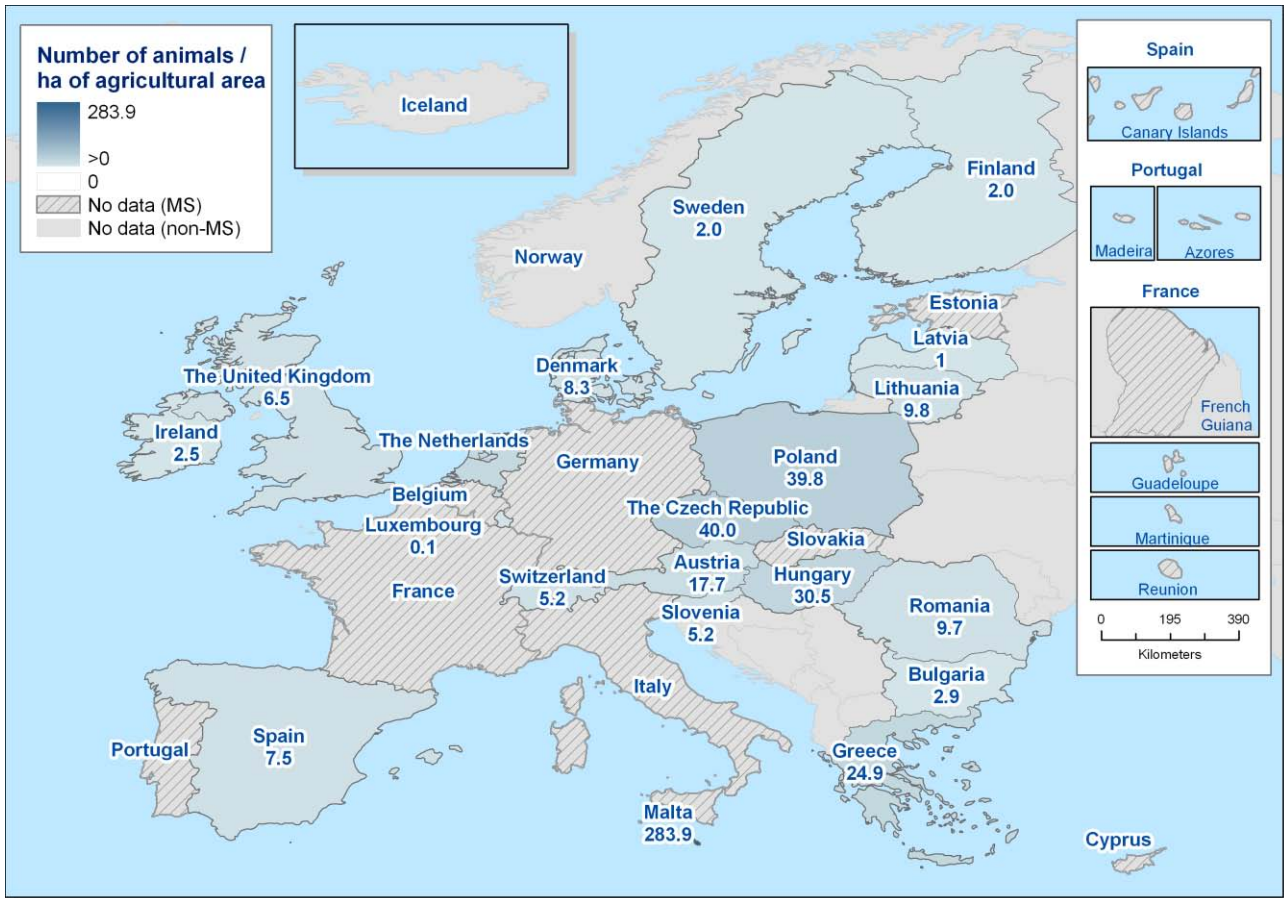 Number of animals /
ha of agricultural area
283.9
>0
0
No data (MS)
No data (non-MS)
Iceland
Spain
Canary Islands
Portugal
Madeira
Azores
France
French
Guiana
Guadeloupe
Martinique
Reunion
0 195 390
Kilometers
Finland
2.0
Sweden
2.0
Norway
Estonia
Latvia
1
Lithuania
9.8
Denmark
8.3
The United Kingdom
6.5
Ireland
2.5
The Netherlands
Germany
Poland
39.8
Belgium
Luxembourg
0.1
The Czech Republic
40.0
Slovakia
Austria
17.7
Hungary
30.5
Switzerland
5.2
France
Slovenia
5.2
Romania
9.7
Bulgaria
2.9
Italy
Portugal
Spain
7.5
Greece
24.9
Malta
283.9
Cyprus